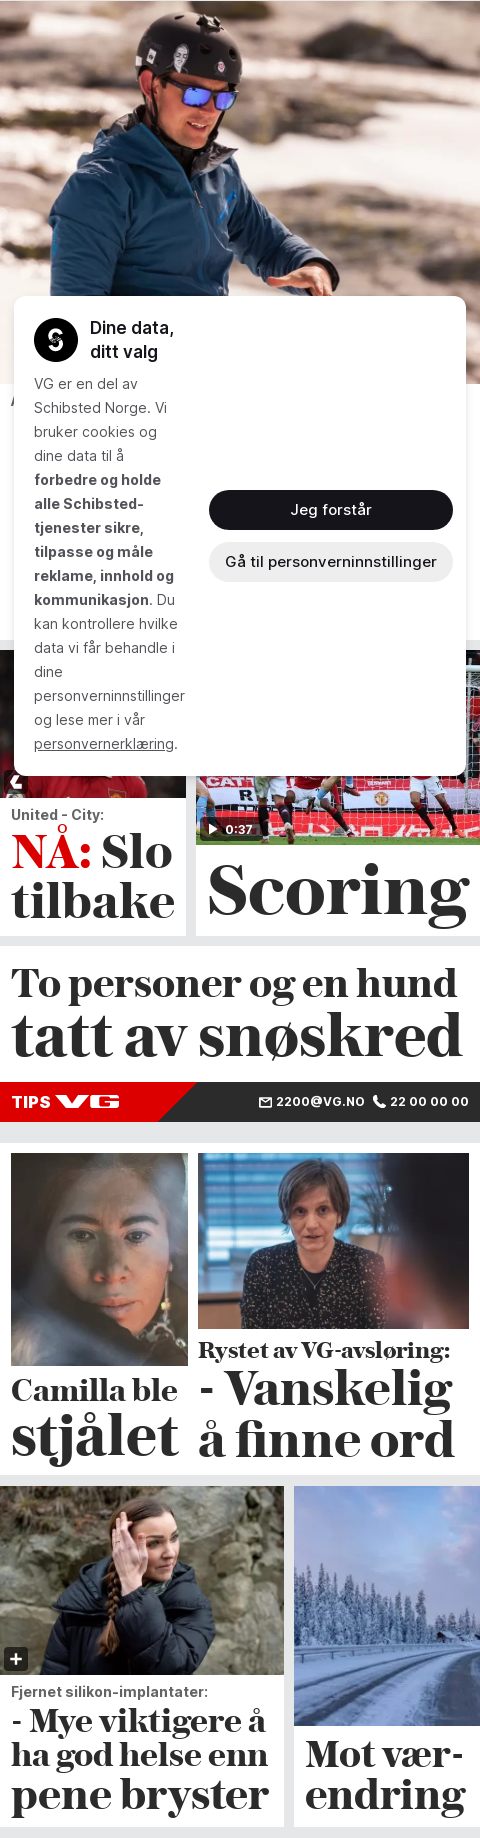 Dine data,
ditt valg
VG er en del av
Schibsted Norge. Vi
bruker cookies og
dine data til å
forbedre og holde
alle Schibsted-
tjenester sikre,
tilpasse og måle
reklame, innhold og
kommunikasjon. Du
kan kontrollere hvilke
data vi får behandle i
dine
personverninnstillinger
og lese mer i vår
personvernerklæring.
Jeg forstår
Gå til personverninnstillinger
0:37
United - City:
NÅ: Slo
tilbake
Scoring
To personer og en hund
tatt av snøskred
TIPS VG
2200@VG.NO 22 00 00 00
Camilla ble
stjålet
Rystet av VG-avsløring:
- Vanskelig
å finne ord
Fjernet silikon-implantater:
- Mye viktigere å
ha god helse enn
pene bryster
Mot vær-
endring